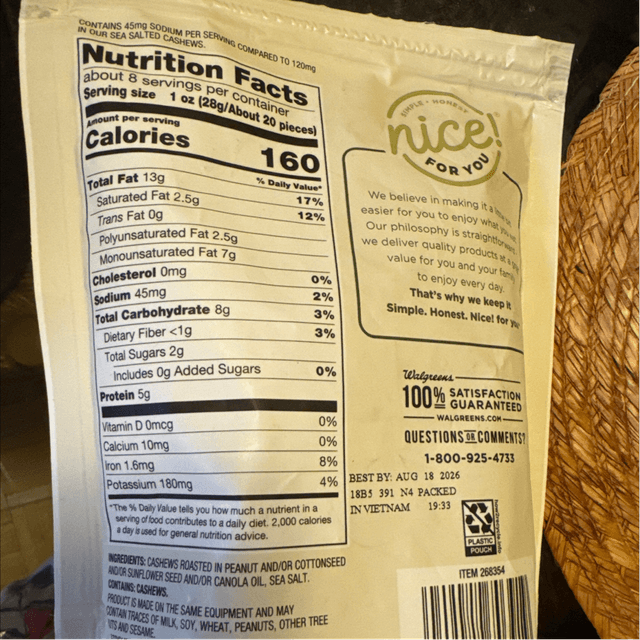 CONTAINS 45mg SODIUM PER SERVING COMPARED TO 120mg
IN OUR SEA SALTED CASHEWS.
Nutrition Facts
about 8 servings per container
Serving size 1 oz (28g/About 20 pieces)
Amount per serving
Calories 160
% Daily Value*
Total Fat 13g 17%
Saturated Fat 2.5g 12%
Trans Fat 0g
Polyunsaturated Fat 2.5g
Monounsaturated Fat 7g
Cholesterol 0mg 0%
Sodium 45mg 2%
Total Carbohydrate 8g 3%
Dietary Fiber <1g 3%
Total Sugars 2g
Includes 0g Added Sugars 0%
Protein 5g
Vitamin D 0mcg 0%
Calcium 10mg 0%
Iron 1.6mg 8%
Potassium 180mg 4%
*The % Daily Value tells you how much a nutrient in a
serving of food contributes to a daily diet. 2,000 calories
a day is used for general nutrition advice.
INGREDIENTS: CASHEWS ROASTED IN PEANUT AND/OR COTTONSEED
AND/OR SUNFLOWER SEED AND/OR CANOLA OIL, SEA SALT.
CONTAINS: CASHEWS.
PRODUCT IS MADE ON THE SAME EQUIPMENT AND MAY
CONTAIN TRACES OF MILK, SOY, WHEAT, PEANUTS, OTHER TREE
NUTS AND SESAME.
SIMPLE • HONEST
nice!
FOR YOU
We believe in making it a
easier for you to enjoy what you
Our philosophy is straightforward
we deliver quality products at a
value for you and your family
to enjoy every day.
That's why we keep it
Simple. Honest. Nice! for you
Walgreens
100% SATISFACTION
GUARANTEED
WALGREENS.COM
QUESTIONS OR COMMENTS?
1-800-925-4733
BEST BY: AUG 18 2026
18B5 391 N4 PACKED
IN VIETNAM 19:33
PLASTIC
POUCH
ITEM 268354